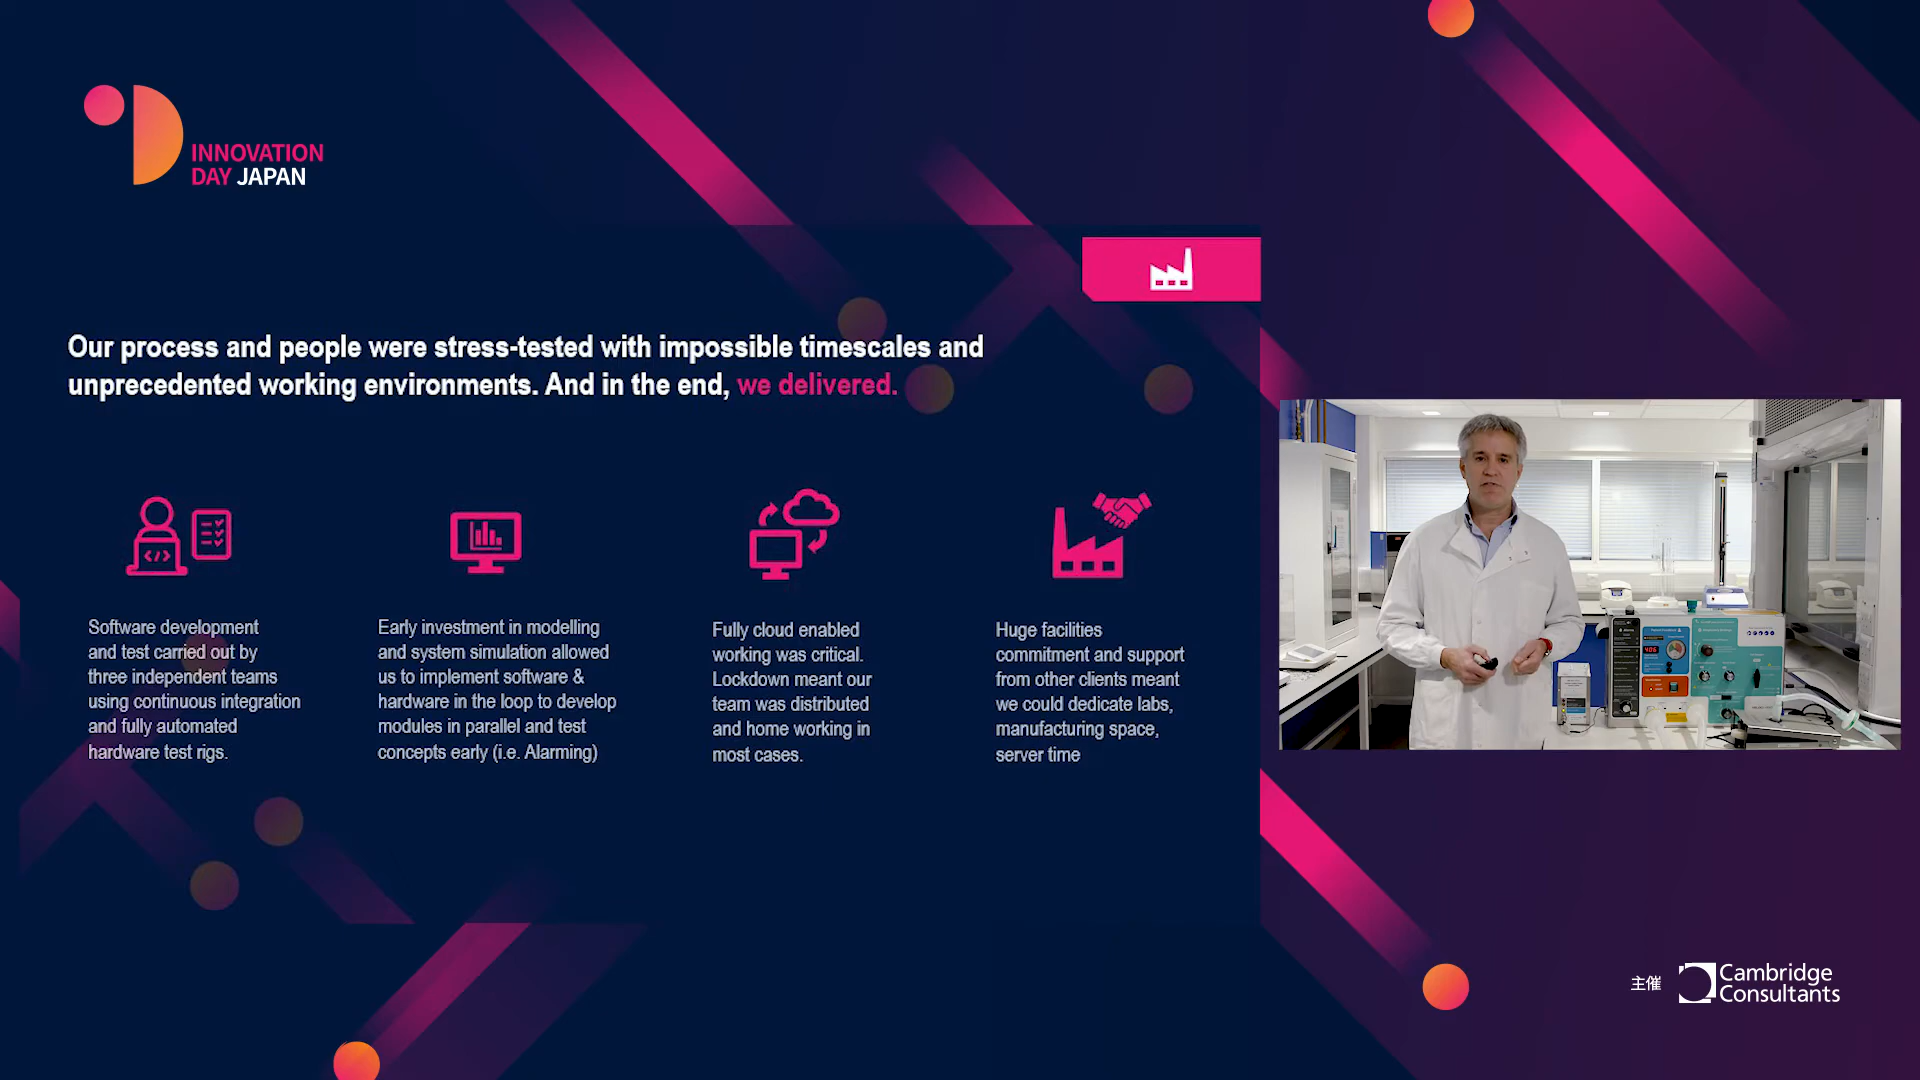 INNOVATION
DAY JAPAN
Our process and people were stress-tested with impossible timescales and
unprecedented working environments. And in the end, we delivered.
Software development
and test carried out by
three independent teams
using continuous integration
and fully automated
hardware test rigs.
Early investment in modelling
and system simulation allowed
us to implement software &
hardware in the loop to develop
modules in parallel and test
concepts early (i.e. Alarming)
Fully cloud enabled
working was critical.
Lockdown meant our
team was distributed
and home working in
most cases.
Huge facilities
commitment and support
from other clients meant
we could dedicate labs,
manufacturing space,
server time
主催
Cambridge
Consultants